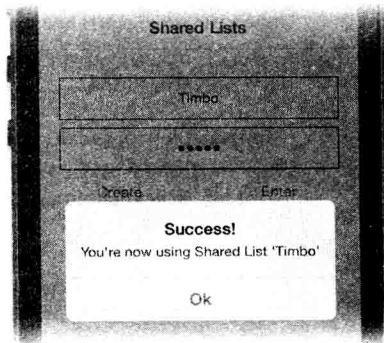 Shared Lists
Timbo
•••••
Create Enter
Success!
You're now using Shared List 'Timbo'
Ok